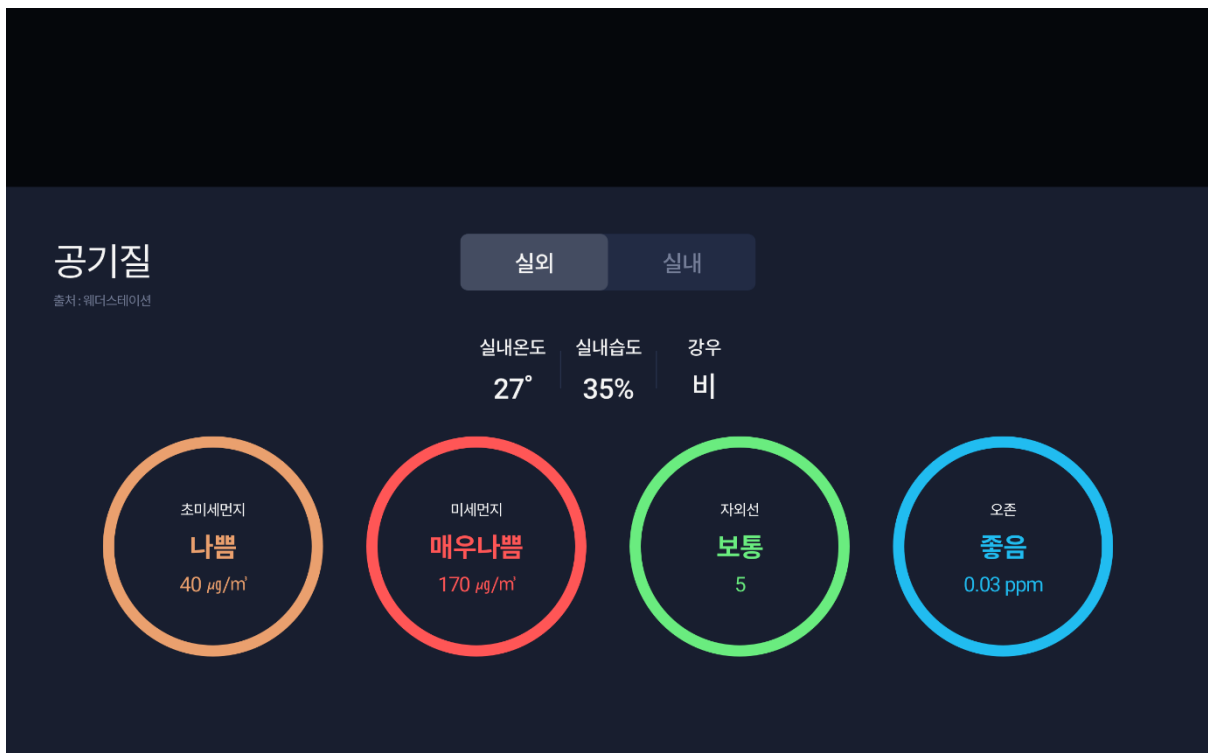 공기질
출처 : 웨더스테이션
실외 실내
실내온도 실내습도 강우
27° 35% 비
초미세먼지
나쁨
40 ㎍/㎥
미세먼지
매우나쁨
170 ㎍/㎥
자외선
보통
5
오존
좋음
0.03 ppm